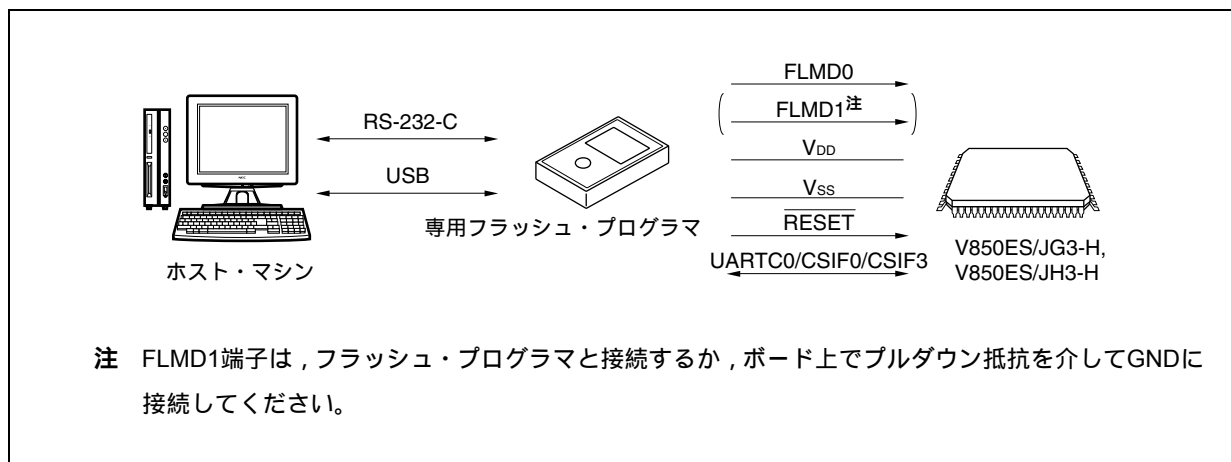 FLMD0
FLMD1注
RS-232-C
VDD
USB
VSS
RESET
専用フラッシュ・プログラマ
UARTC0/CSIF0/CSIF3
V850ES/JG3-H,
V850ES/JH3-H
ホスト・マシン
注 FLMD1端子は，フラッシュ・プログラマと接続するか，ボード上でプルダウン抵抗を介してGNDに
接続してください。